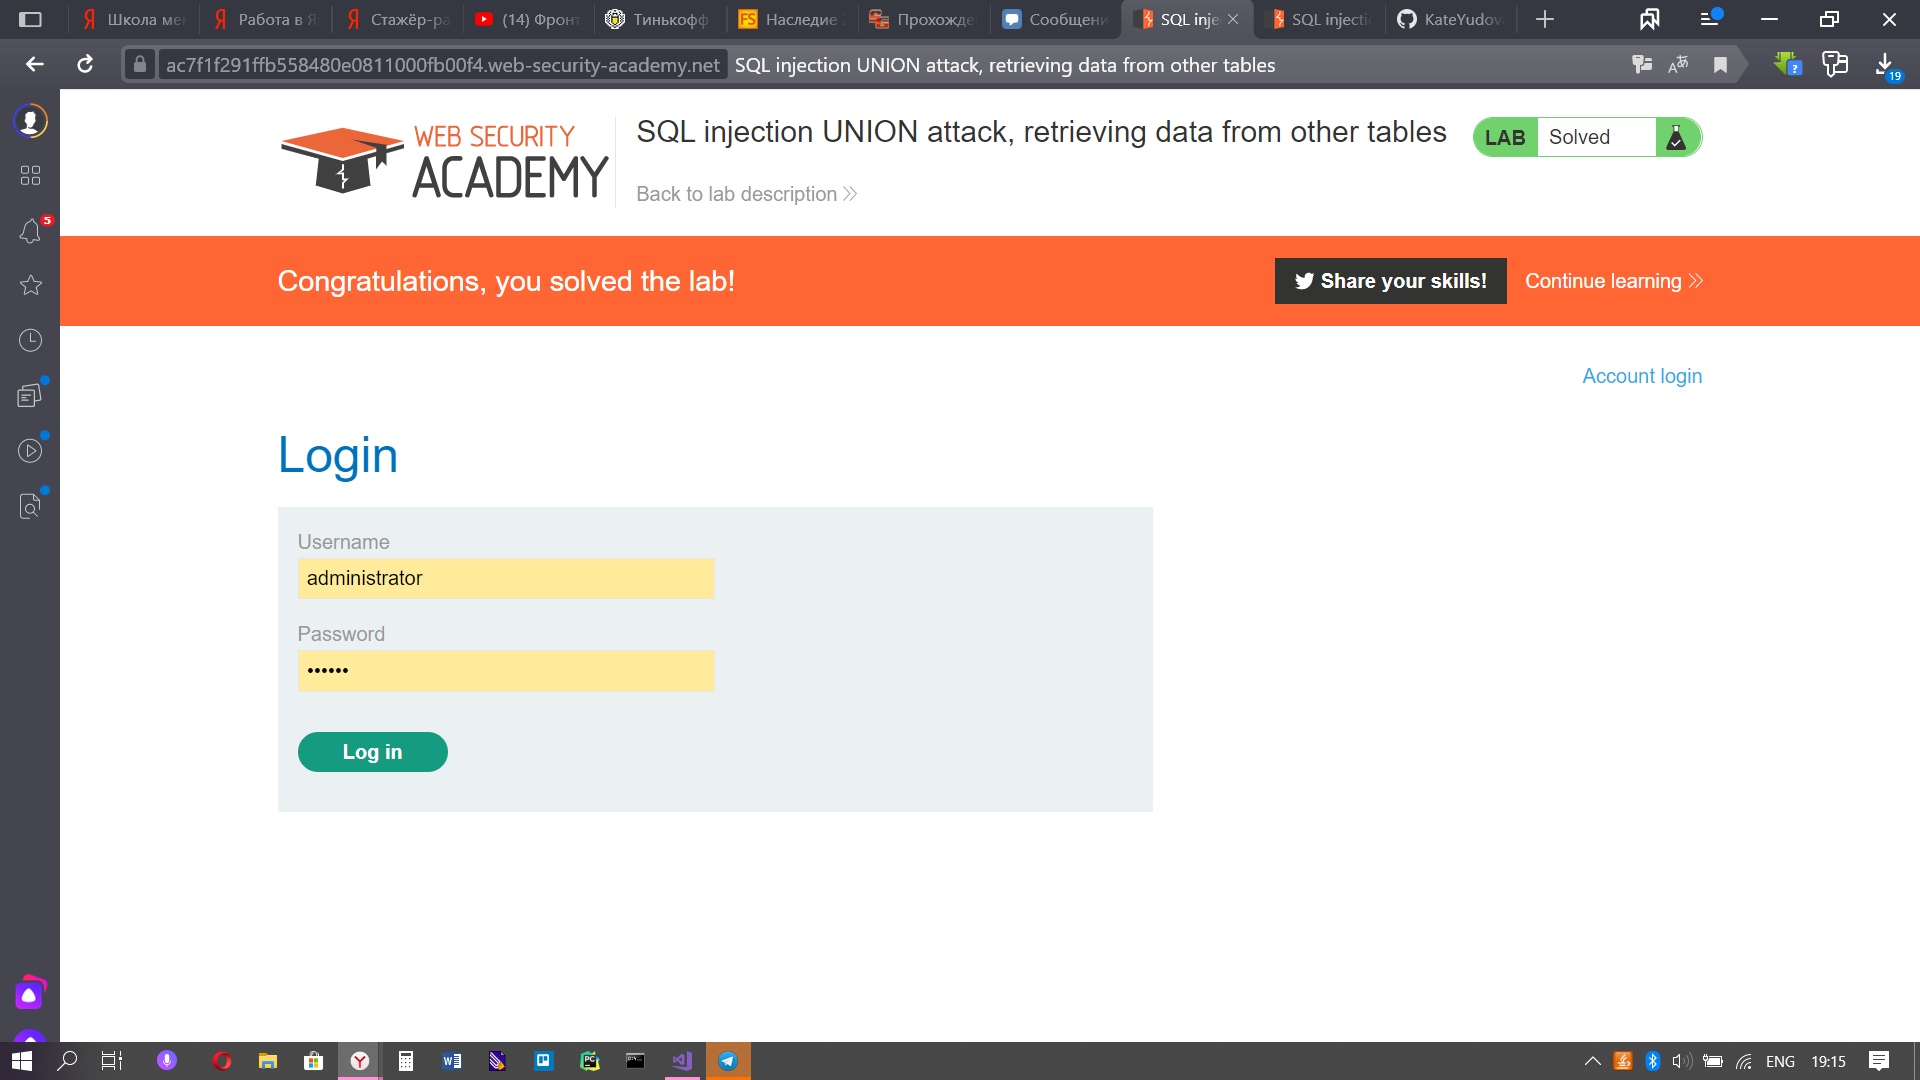 Школа ме
Работа в Я
Стажёр-ра
(14) Фронт
Тинькофф
FS Наследие
Прохожде
Сообщени
SQL inje
SQL injecti
KateYudov
ac7f1f291ffb558480e0811000fb00f4.web-security-academy.net SQL injection UNION attack, retrieving data from other tables
19
5
WEB SECURITY
ACADEMY
SQL injection UNION attack, retrieving data from other tables
LAB Solved
Back to lab description
Congratulations, you solved the lab!
Share your skills!
Continue learning
Account login
Login
Username
administrator
Password
••••••
Log in
ENG
19:15